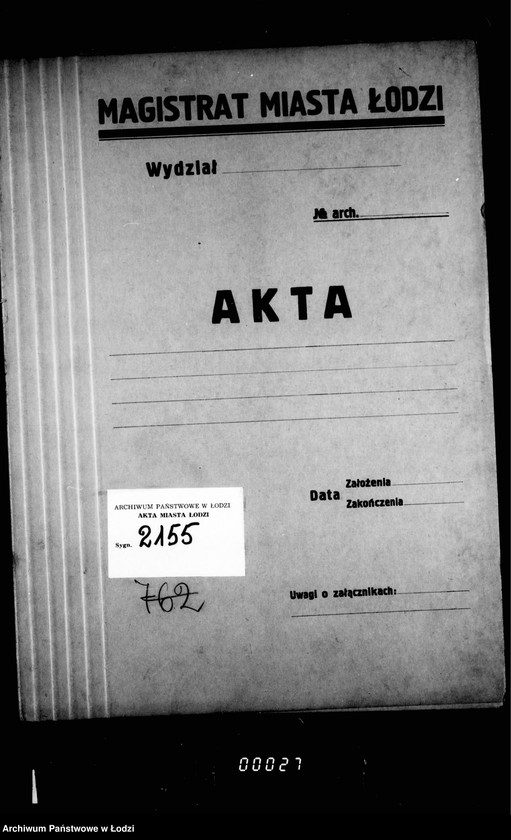 MAGISTRAT MIASTA ŁODZI
Wydział
№ arch.
AKTA
Data Założenia
Zakończenia
ARCHIWUM PAŃSTWOWE W ŁODZI
AKTA MIASTA ŁODZI
Sygn. 2155
762
Uwagi o załącznikach:
00027
Archiwum Państwowe w Łodzi